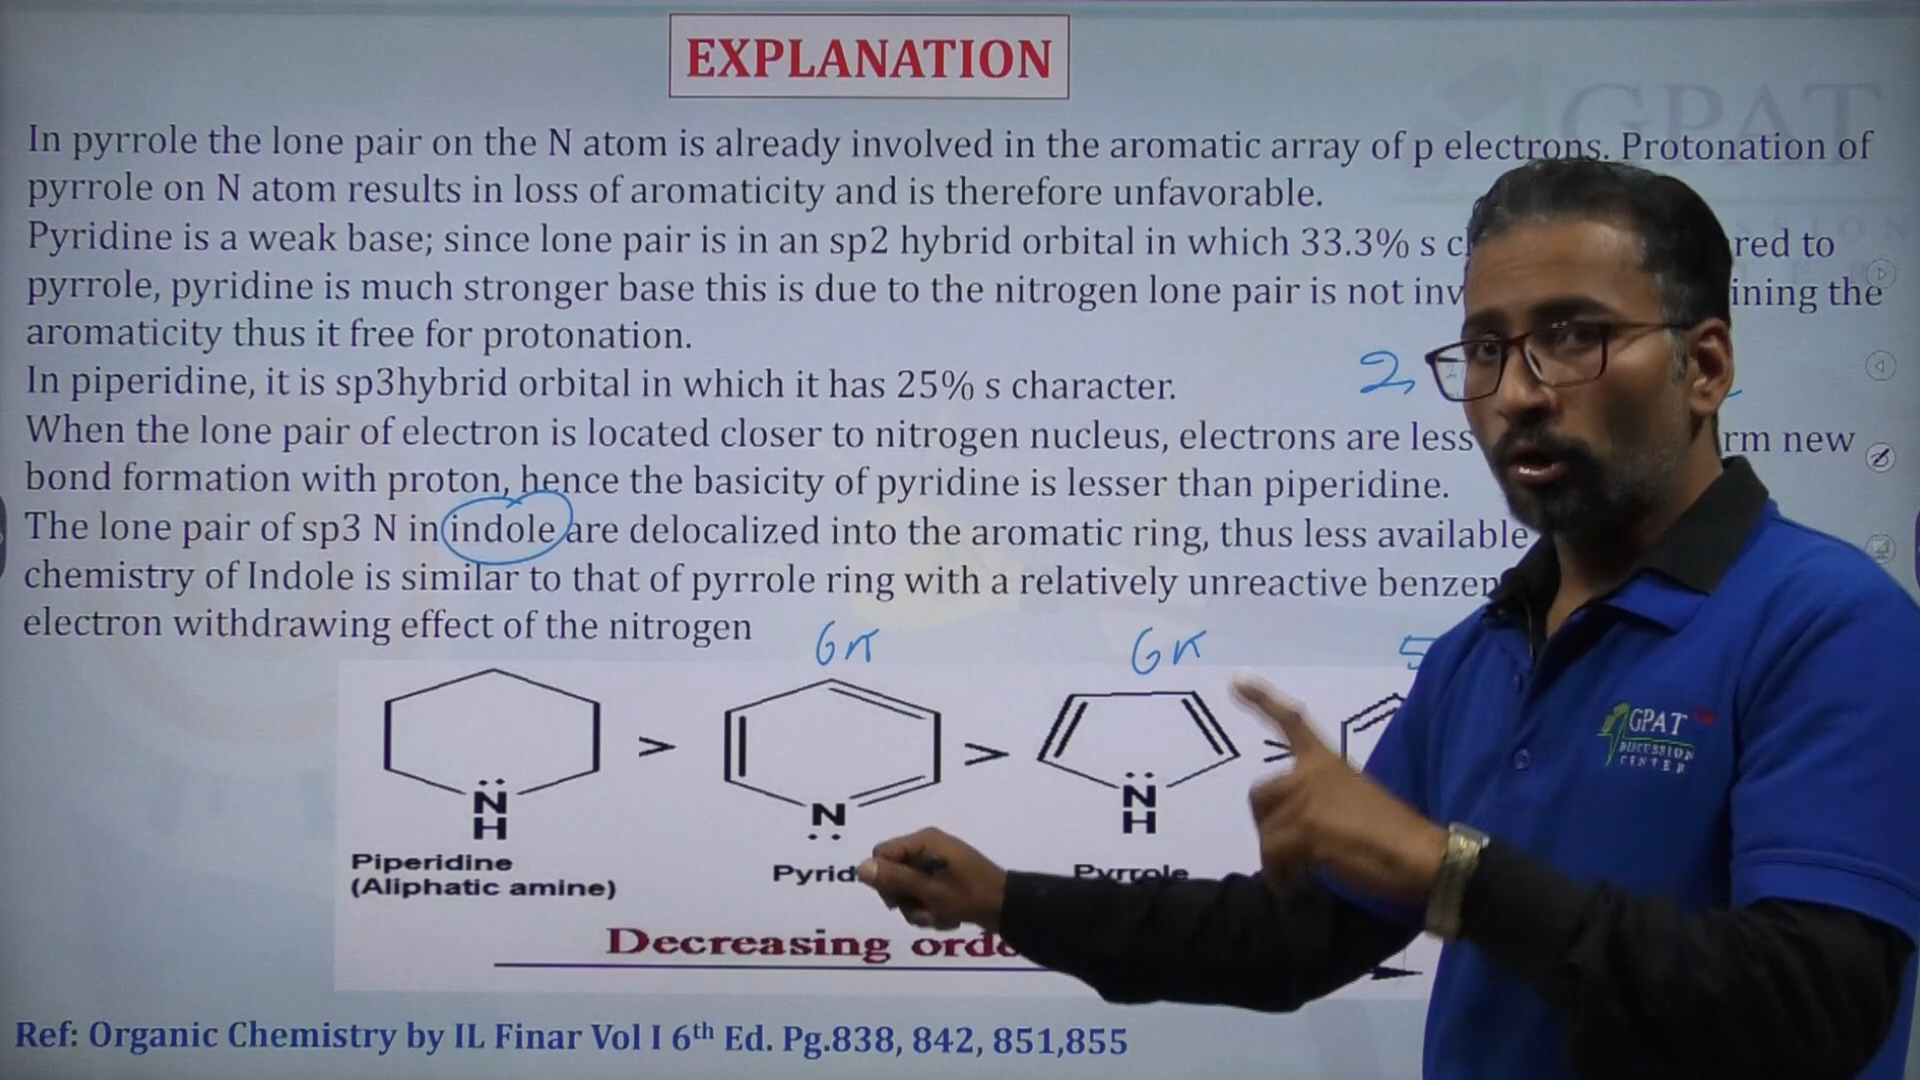 EXPLANATION
GPAT
In pyrrole the lone pair on the N atom is already involved in the aromatic array of p electrons. Protonation of
pyrrole on N atom results in loss of aromaticity and is therefore unfavorable.
Pyridine is a weak base; since lone pair is in an sp2 hybrid orbital in which 33.3% s c red to
pyrrole, pyridine is much stronger base this is due to the nitrogen lone pair is not inv ining the
aromaticity thus it free for protonation.
In piperidine, it is sp3hybrid orbital in which it has 25% s character.
2,
When the lone pair of electron is located closer to nitrogen nucleus, electrons are less rm new
bond formation with proton, hence the basicity of pyridine is lesser than piperidine.
The lone pair of sp3 N in indole are delocalized into the aromatic ring, thus less available
chemistry of Indole is similar to that of pyrrole ring with a relatively unreactive benzen
electron withdrawing effect of the nitrogen
6π 6π 5
> > >
N N N
H H
Piperidine
(Aliphatic amine)
Pyrid
Pyrrole
Decreasing orde
Ref: Organic Chemistry by IL Finar Vol I 6th Ed. Pg.838, 842, 851,855
GPAT
DISCUSSION
CENTER